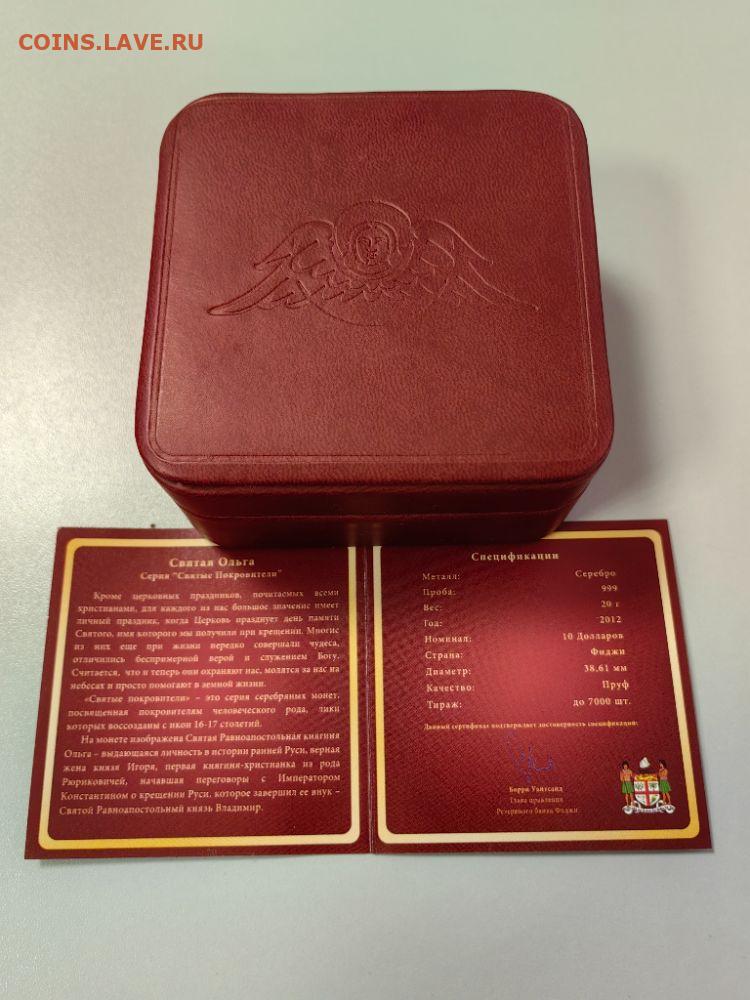 COINS.LAVE.RU
Святая Ольга
Серия "Святые Покровители"
Кроме церковных праздников, почитаемых всеми
христианами, для каждого из нас большое значение имеет
личный праздник, когда Церковь празднует день памяти
Святого, имя которого мы получили при крещении. Многие
из них еще при жизни нередко совершали чудеса,
отличились беспримерной верой и служением Богу.
Считается, что и теперь они охраняют нас, молятся за нас на
небесах и просто помогают в земной жизни.
«Святые покровители» – это серия серебряных монет,
посвященная покровителям человеческого рода, лики
которых воссозданы с икон 16-17 столетий.
На монете изображена Святая Равноапостольная княгиня
Ольга – выдающаяся личность в истории ранней Руси, верная
жена князя Игоря, первая княгиня-христианка из рода
Рюриковичей, начавшая переговоры с Императором
Константином о крещении Руси, которое завершил ее внук –
Святой Равноапостольный князь Владимир.
Спецификации
Металл: Серебро
Проба: 999
Вес: 20 г
Год: 2012
Номинал: 10 Долларов
Страна: Фиджи
Диаметр: 38,61 мм
Качество: Пруф
Тираж: до 7000 шт.
Данный сертификат подтверждает достоверность спецификации:
Барри Уайтсайд
Глава правления
Резервного банка Фиджи